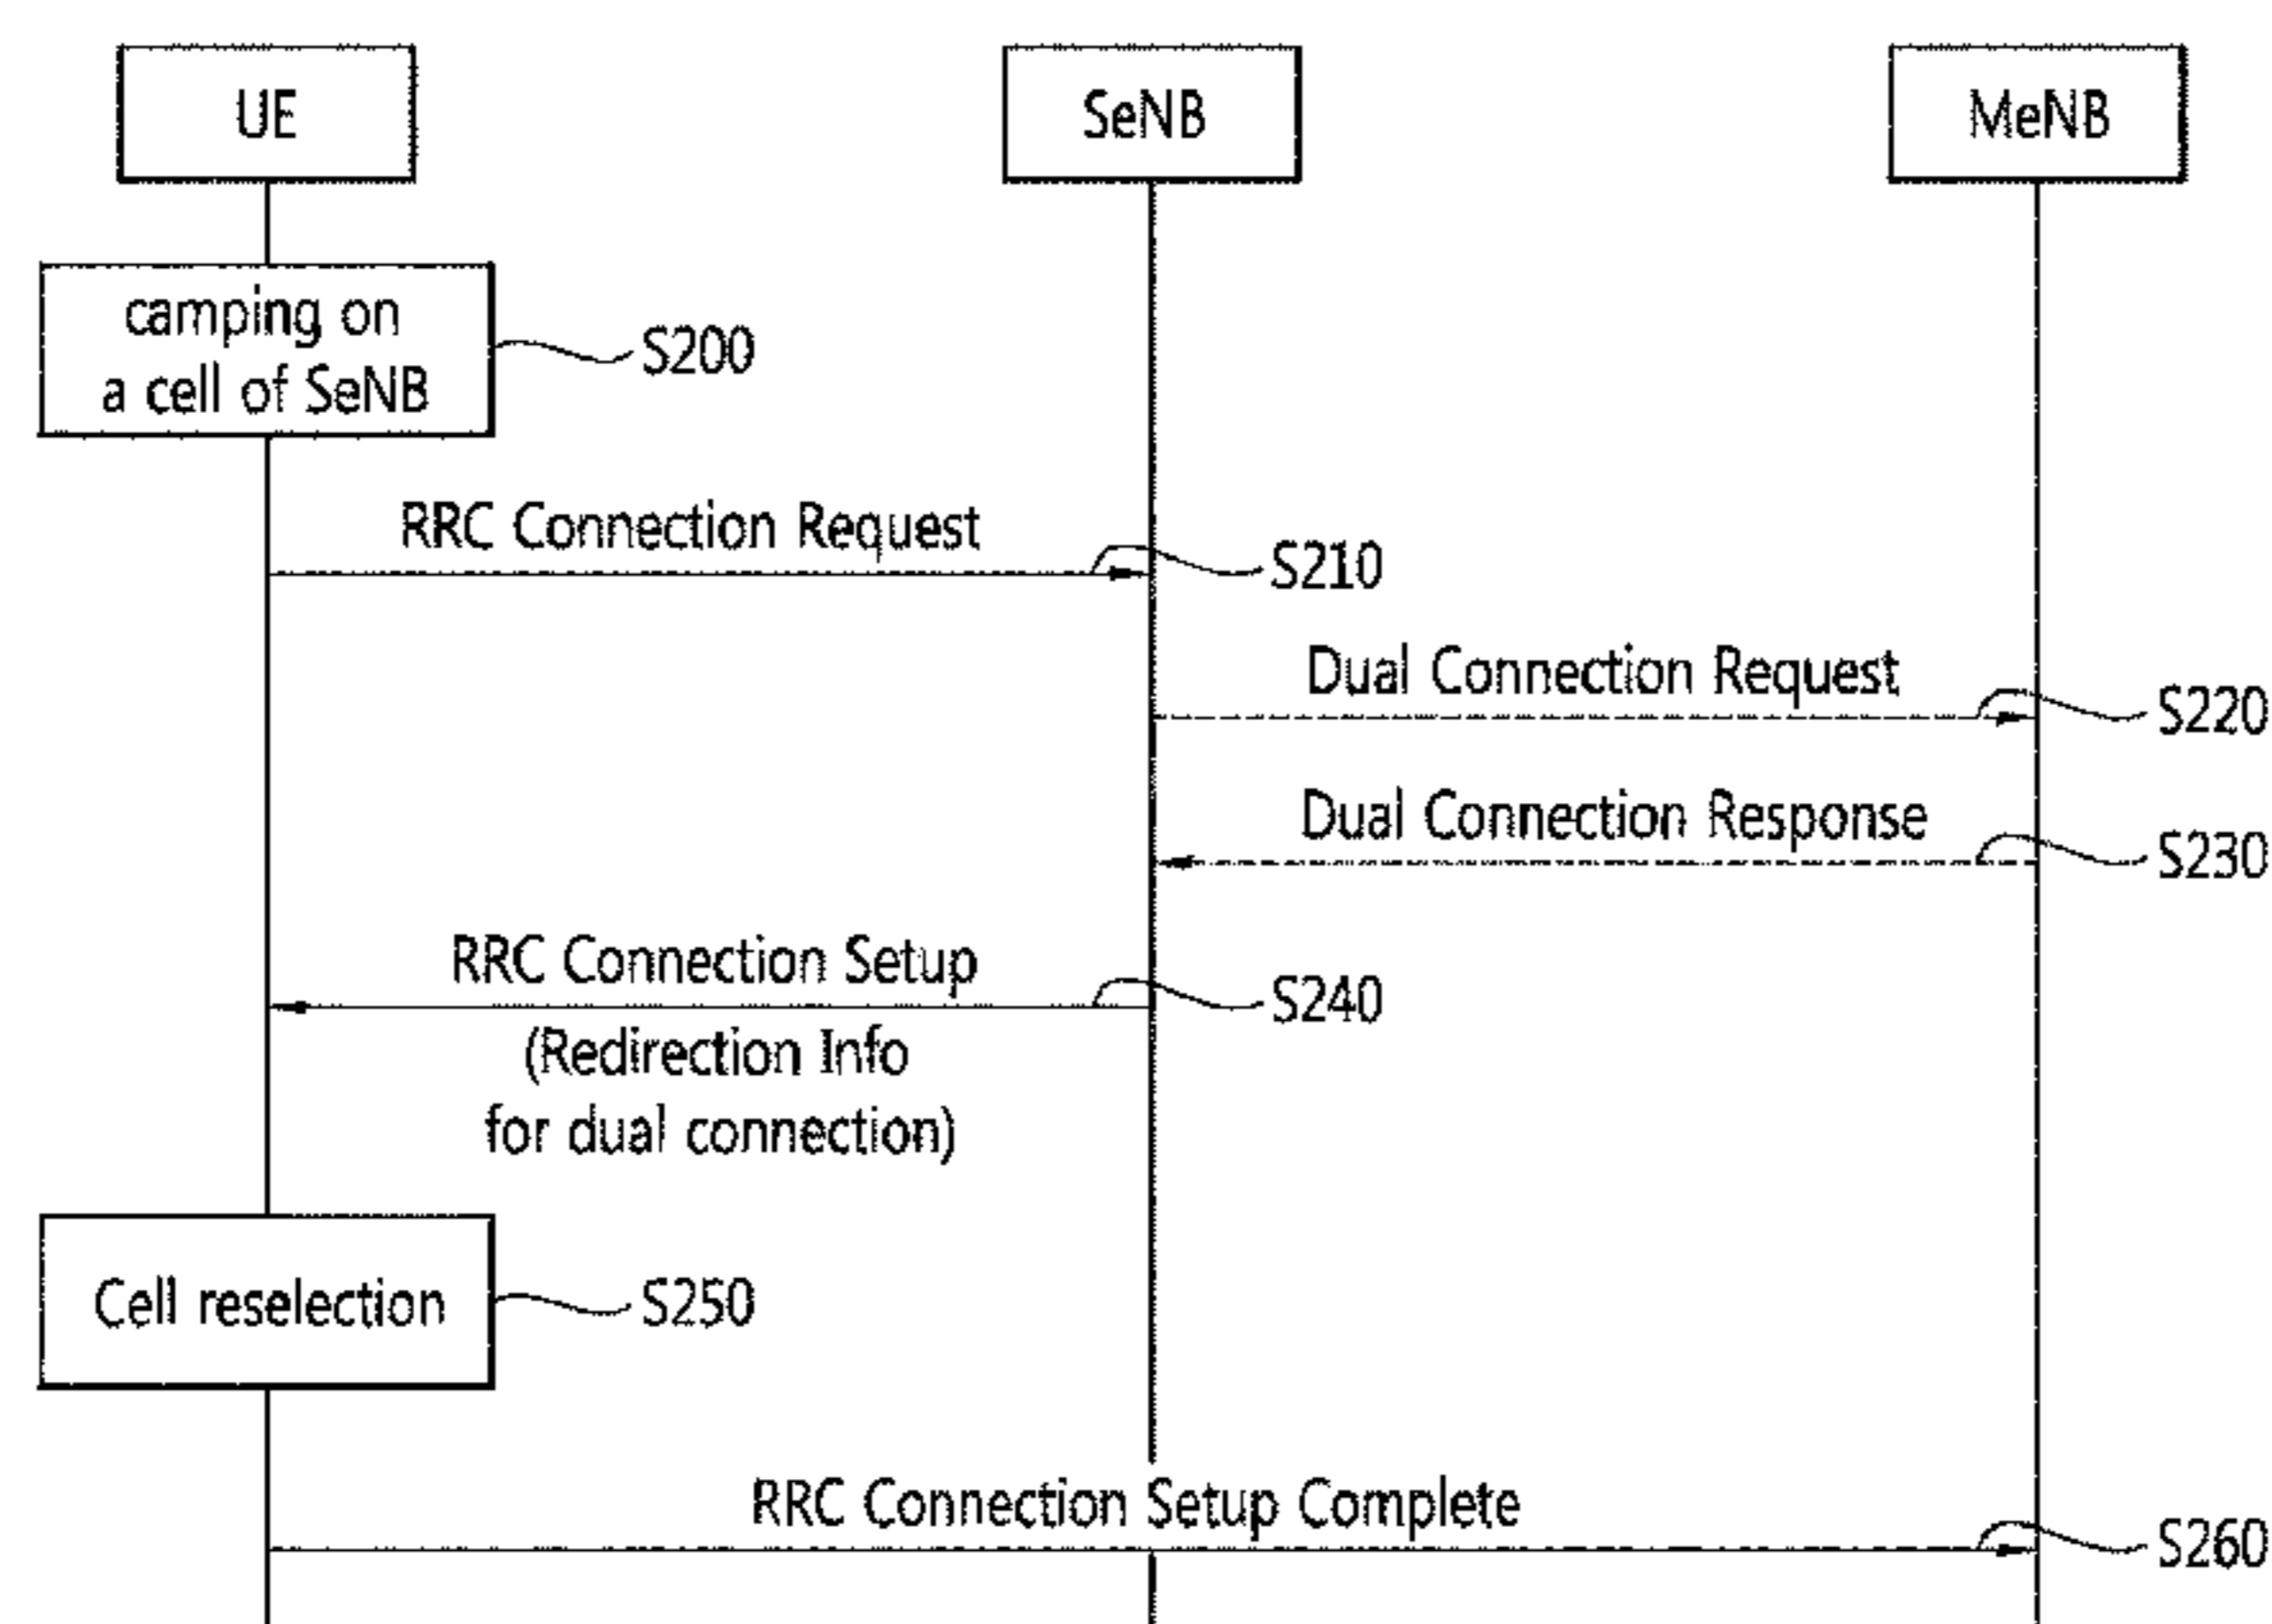 UE
SeNB
MeNB
camping on
a cell of SeNB
S200
RRC Connection Request
S210
Dual Connection Request
S220
Dual Connection Response
S230
RRC Connection Setup
S240
(Redirection Info
for dual connection)
Cell reselection
S250
RRC Connection Setup Complete
S260